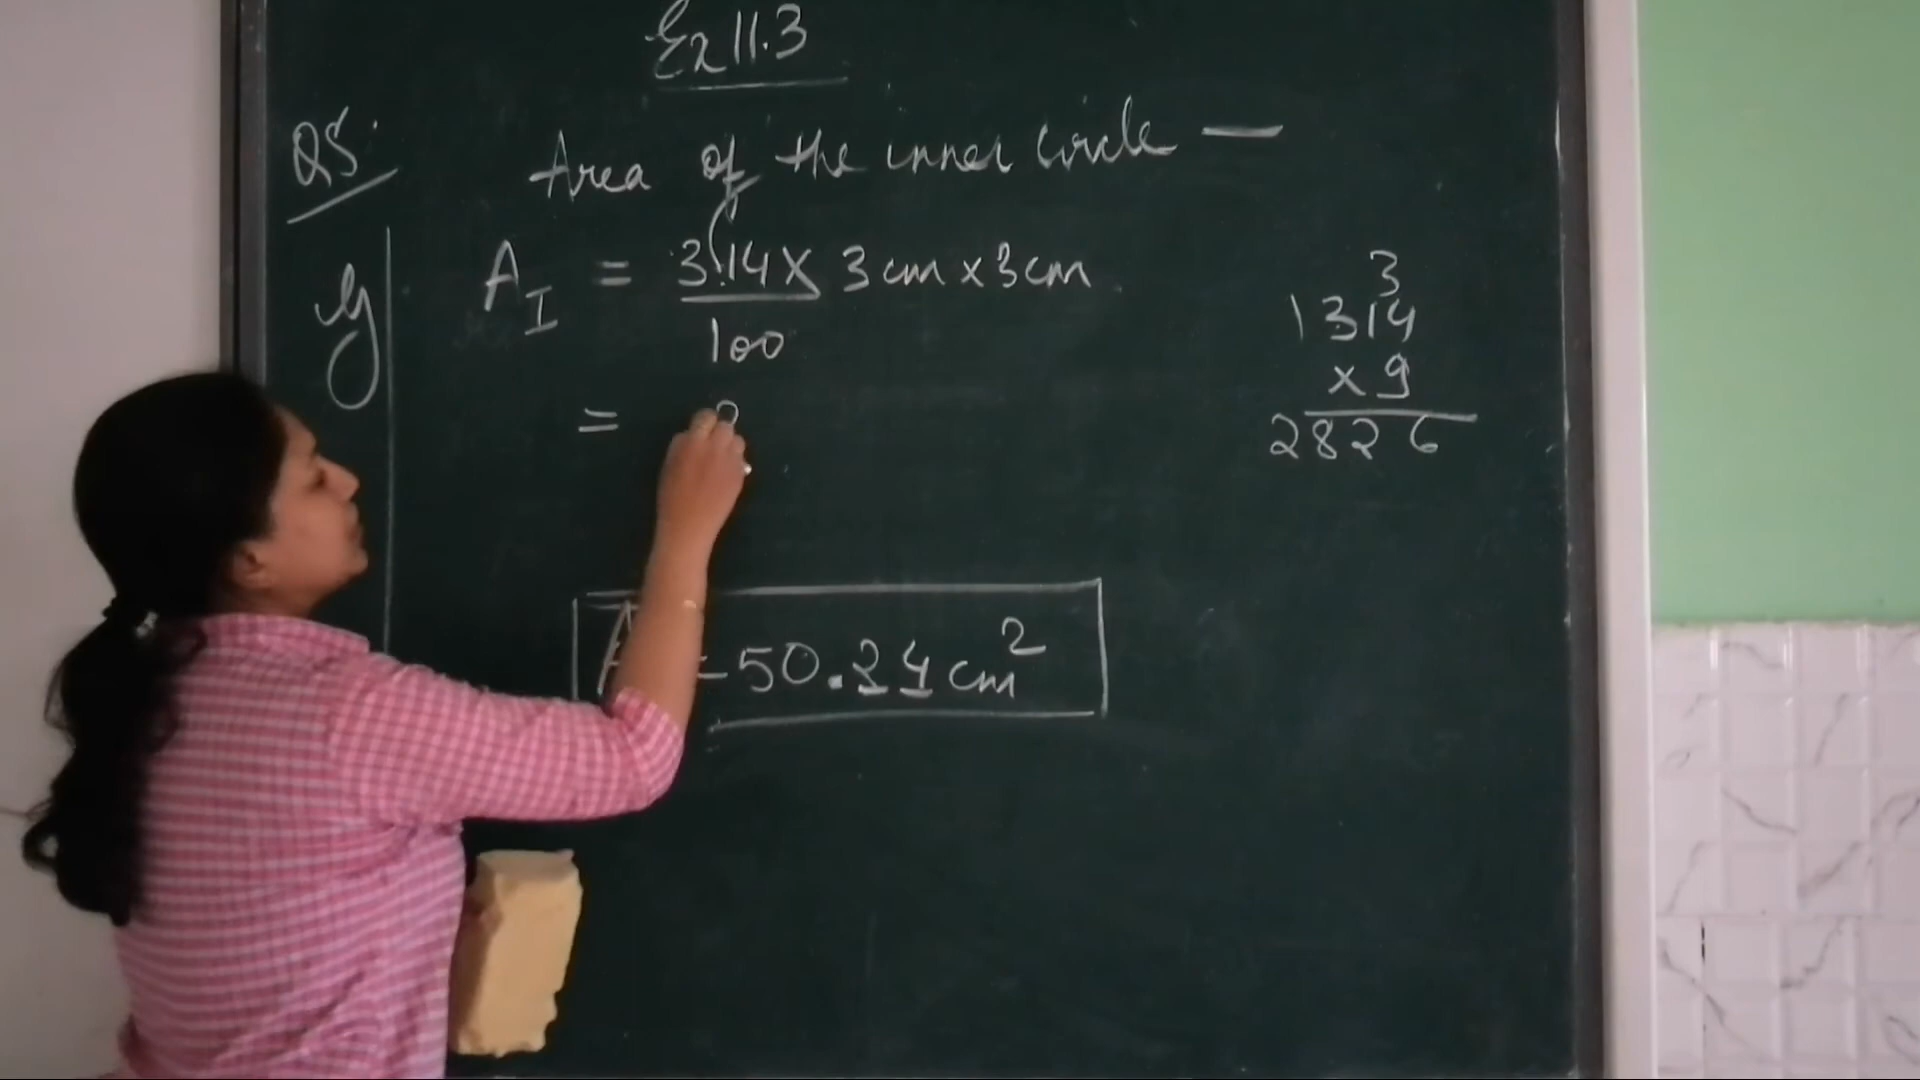 Ex 11.3
Q5.
Area of the inner circle —
A_I = 3.14 × 3 cm × 3 cm
100
=
= 50.24 cm²
3
1314
× 9
2826